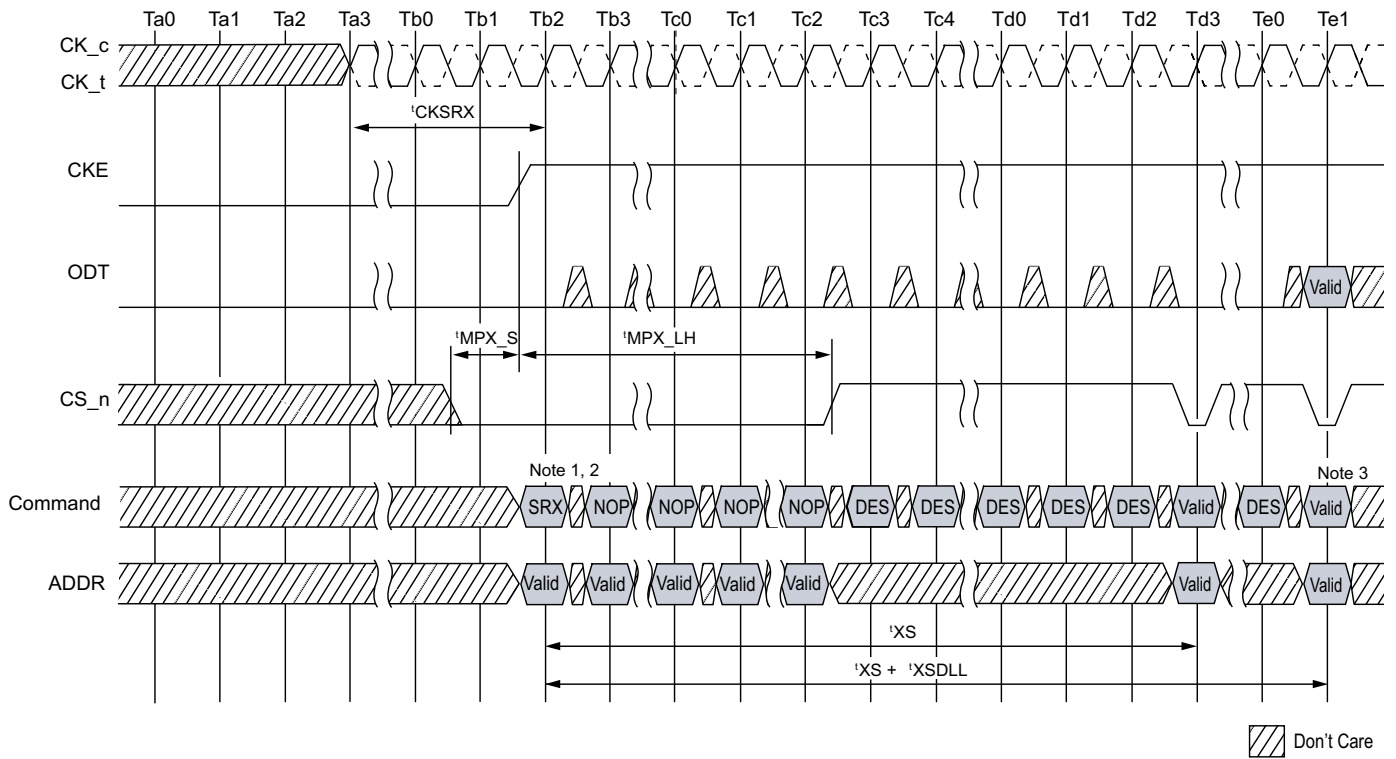 Ta0 Ta1 Ta2 Ta3 Tb0 Tb1 Tb2 Tb3 Tc0 Tc1 Tc2 Tc3 Tc4 Td0 Td1 Td2 Td3 Te0 Te1
CK_c
CK_t
tCKSRX
CKE
ODT
Valid
tMPX_S tMPX_LH
CS_n
Note 1, 2 Note 3
Command SRX NOP NOP NOP NOP DES DES DES DES DES Valid DES Valid
ADDR Valid Valid Valid Valid Valid Valid Valid
tXS
tXS + tXSDLL
Don't Care